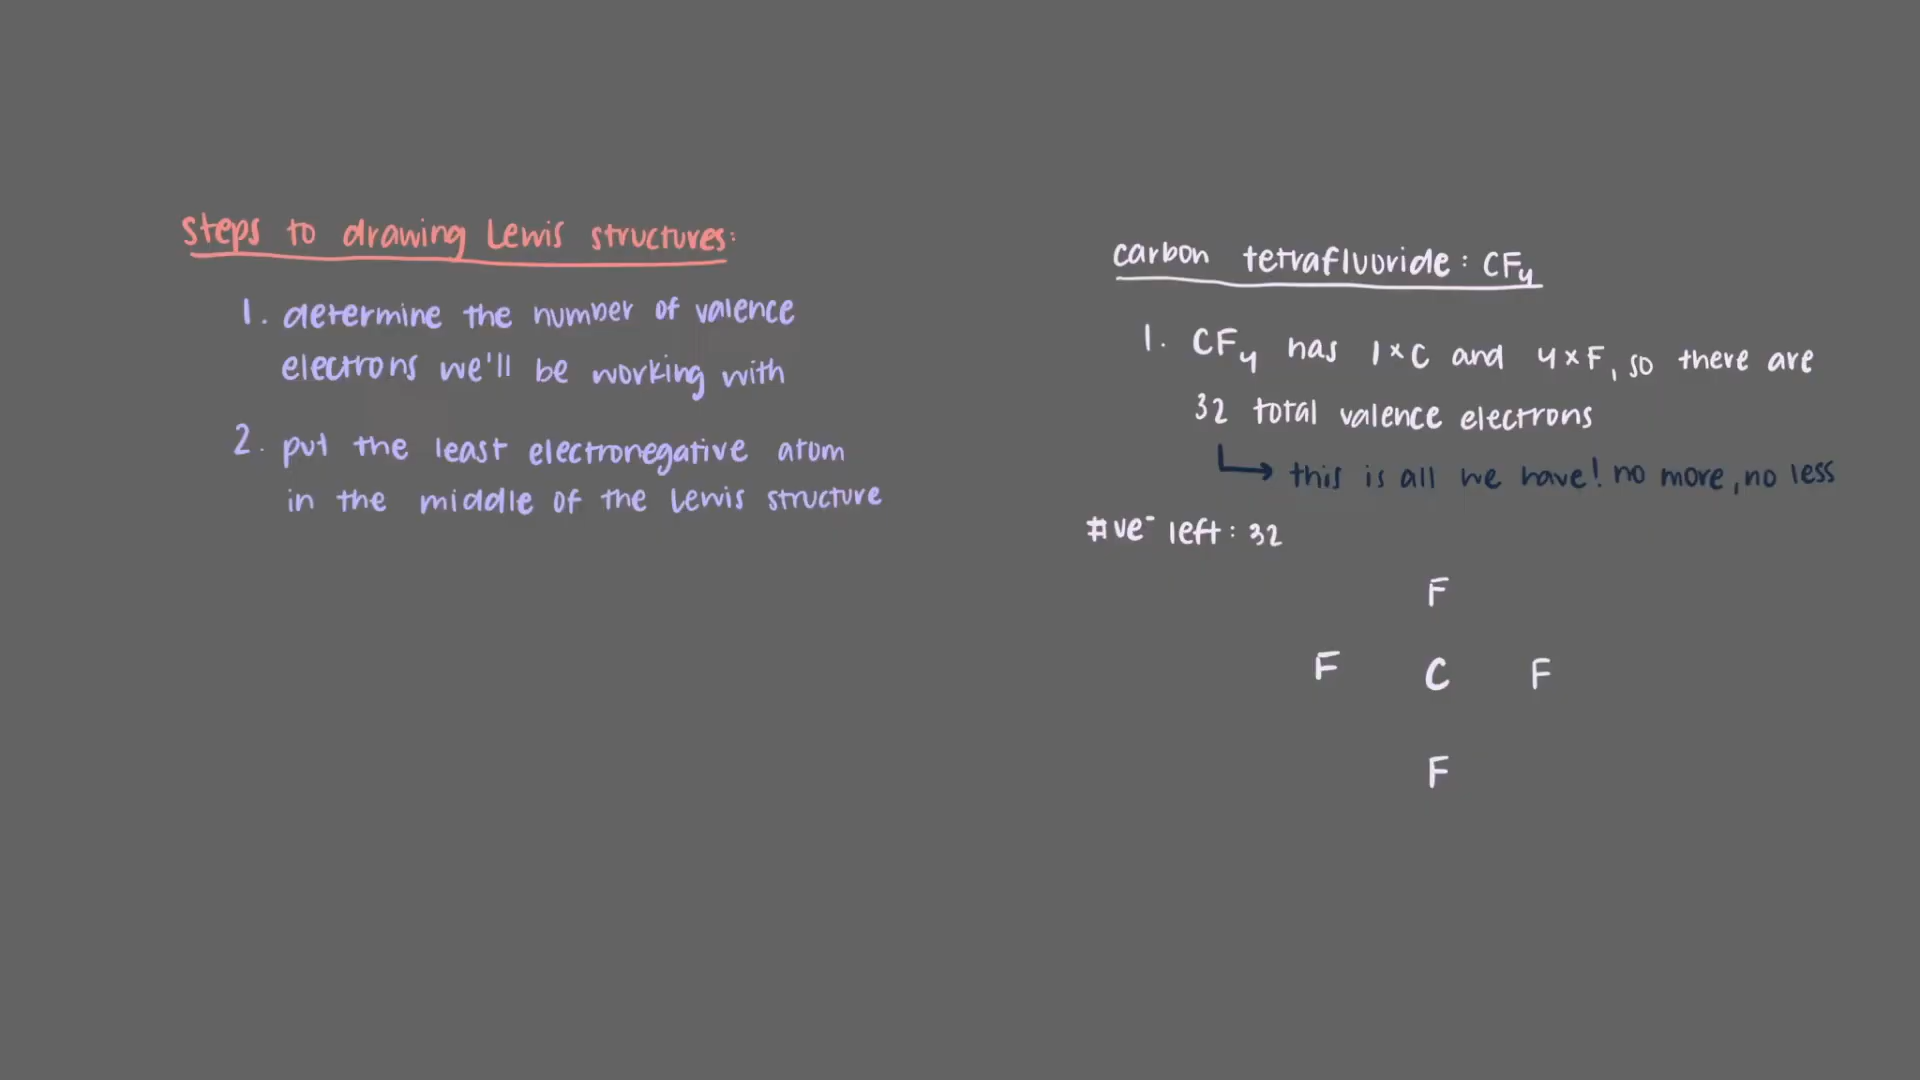 steps to drawing Lewis structures:
1. determine the number of valence
electrons we'll be working with
2. put the least electronegative atom
in the middle of the Lewis structure
carbon tetrafluoride: CF₄
1. CF₄ has 1×C and 4×F, so there are
32 total valence electrons
this is all we have! no more, no less
#ve⁻ left: 32
F
F C F
F